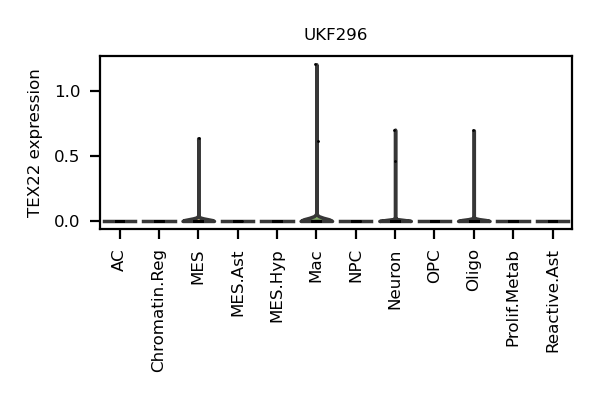 UKF296
TEX22 expression
1.0
0.5
0.0
AC
Chromatin.Reg
MES
MES.Ast
MES.Hyp
Mac
NPC
Neuron
OPC
Oligo
Prolif.Metab
Reactive.Ast